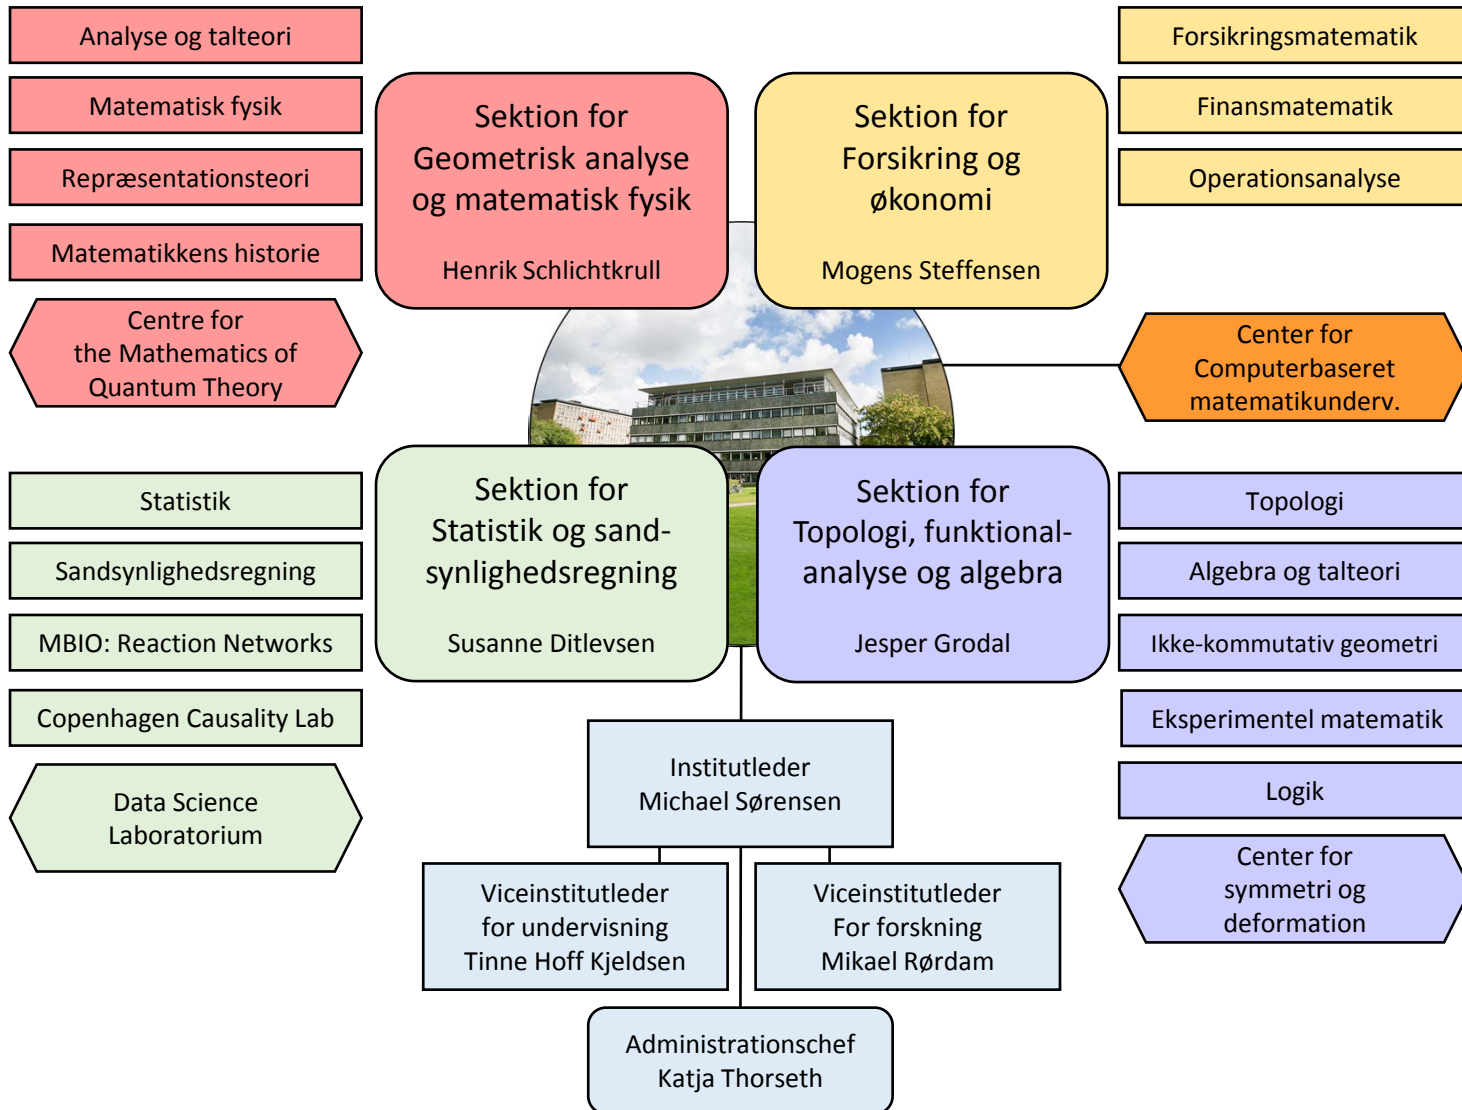 Analyse og talteori
Matematisk fysik
Repræsentationsteori
Matematikkens historie
Centre for
the Mathematics of
Quantum Theory
Sektion for
Geometrisk analyse
og matematisk fysik
Henrik Schlichtkrull
Sektion for
Forsikring og
økonomi
Mogens Steffensen
Forsikringsmatematik
Finansmatematik
Operationsanalyse
Center for
Computerbaseret
matematikunderv.
Statistik
Sandsynlighedsregning
MBIO: Reaction Networks
Copenhagen Causality Lab
Data Science
Laboratorium
Sektion for
Statistik og sand-
synlighedsregning
Susanne Ditlevsen
Sektion for
Topologi, funktional-
analyse og algebra
Jesper Grodal
Topologi
Algebra og talteori
Ikke-kommutativ geometri
Eksperimentel matematik
Logik
Center for
symmetri og
deformation
Institutleder
Michael Sørensen
Viceinstitutleder
for undervisning
Tinne Hoff Kjeldsen
Viceinstitutleder
For forskning
Mikael Rørdam
Administrationschef
Katja Thorseth